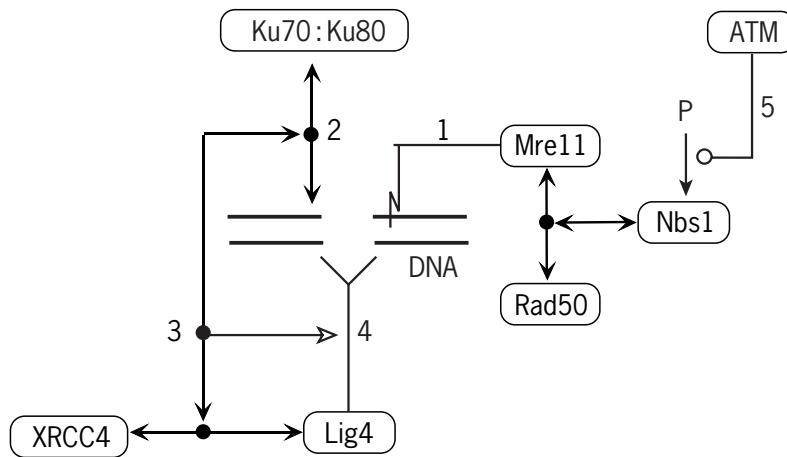 Ku70:Ku80
ATM
2
1
P
5
Mre11
Nbs1
DNA
Rad50
3
4
XRCC4
Lig4